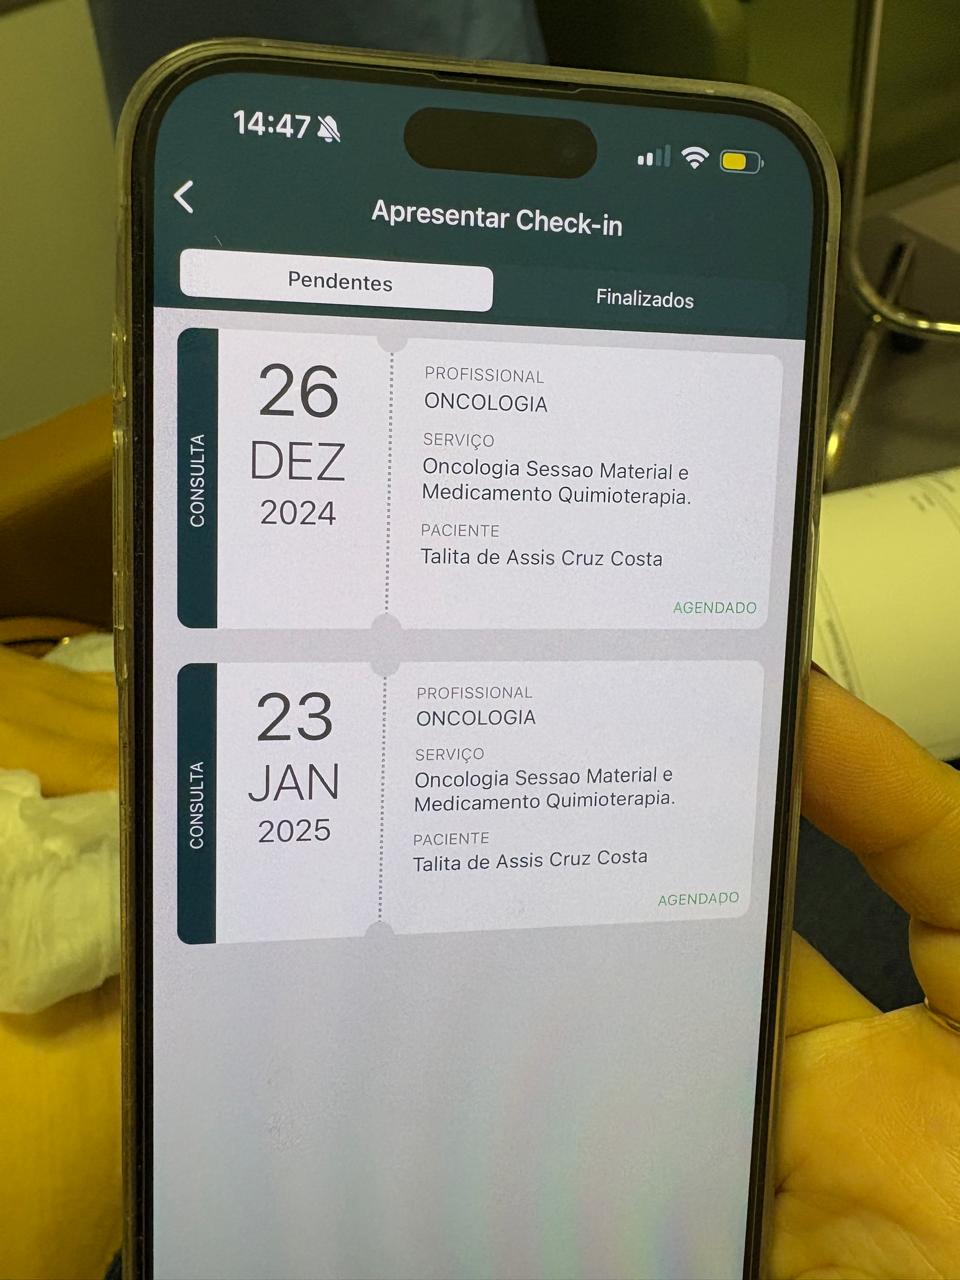 14:47
Apresentar Check-in
Pendentes
Finalizados
CONSULTA
26
DEZ
2024
PROFISSIONAL
ONCOLOGIA
SERVIÇO
Oncologia Sessao Material e
Medicamento Quimioterapia.
PACIENTE
Talita de Assis Cruz Costa
AGENDADO
CONSULTA
23
JAN
2025
PROFISSIONAL
ONCOLOGIA
SERVIÇO
Oncologia Sessao Material e
Medicamento Quimioterapia.
PACIENTE
Talita de Assis Cruz Costa
AGENDADO